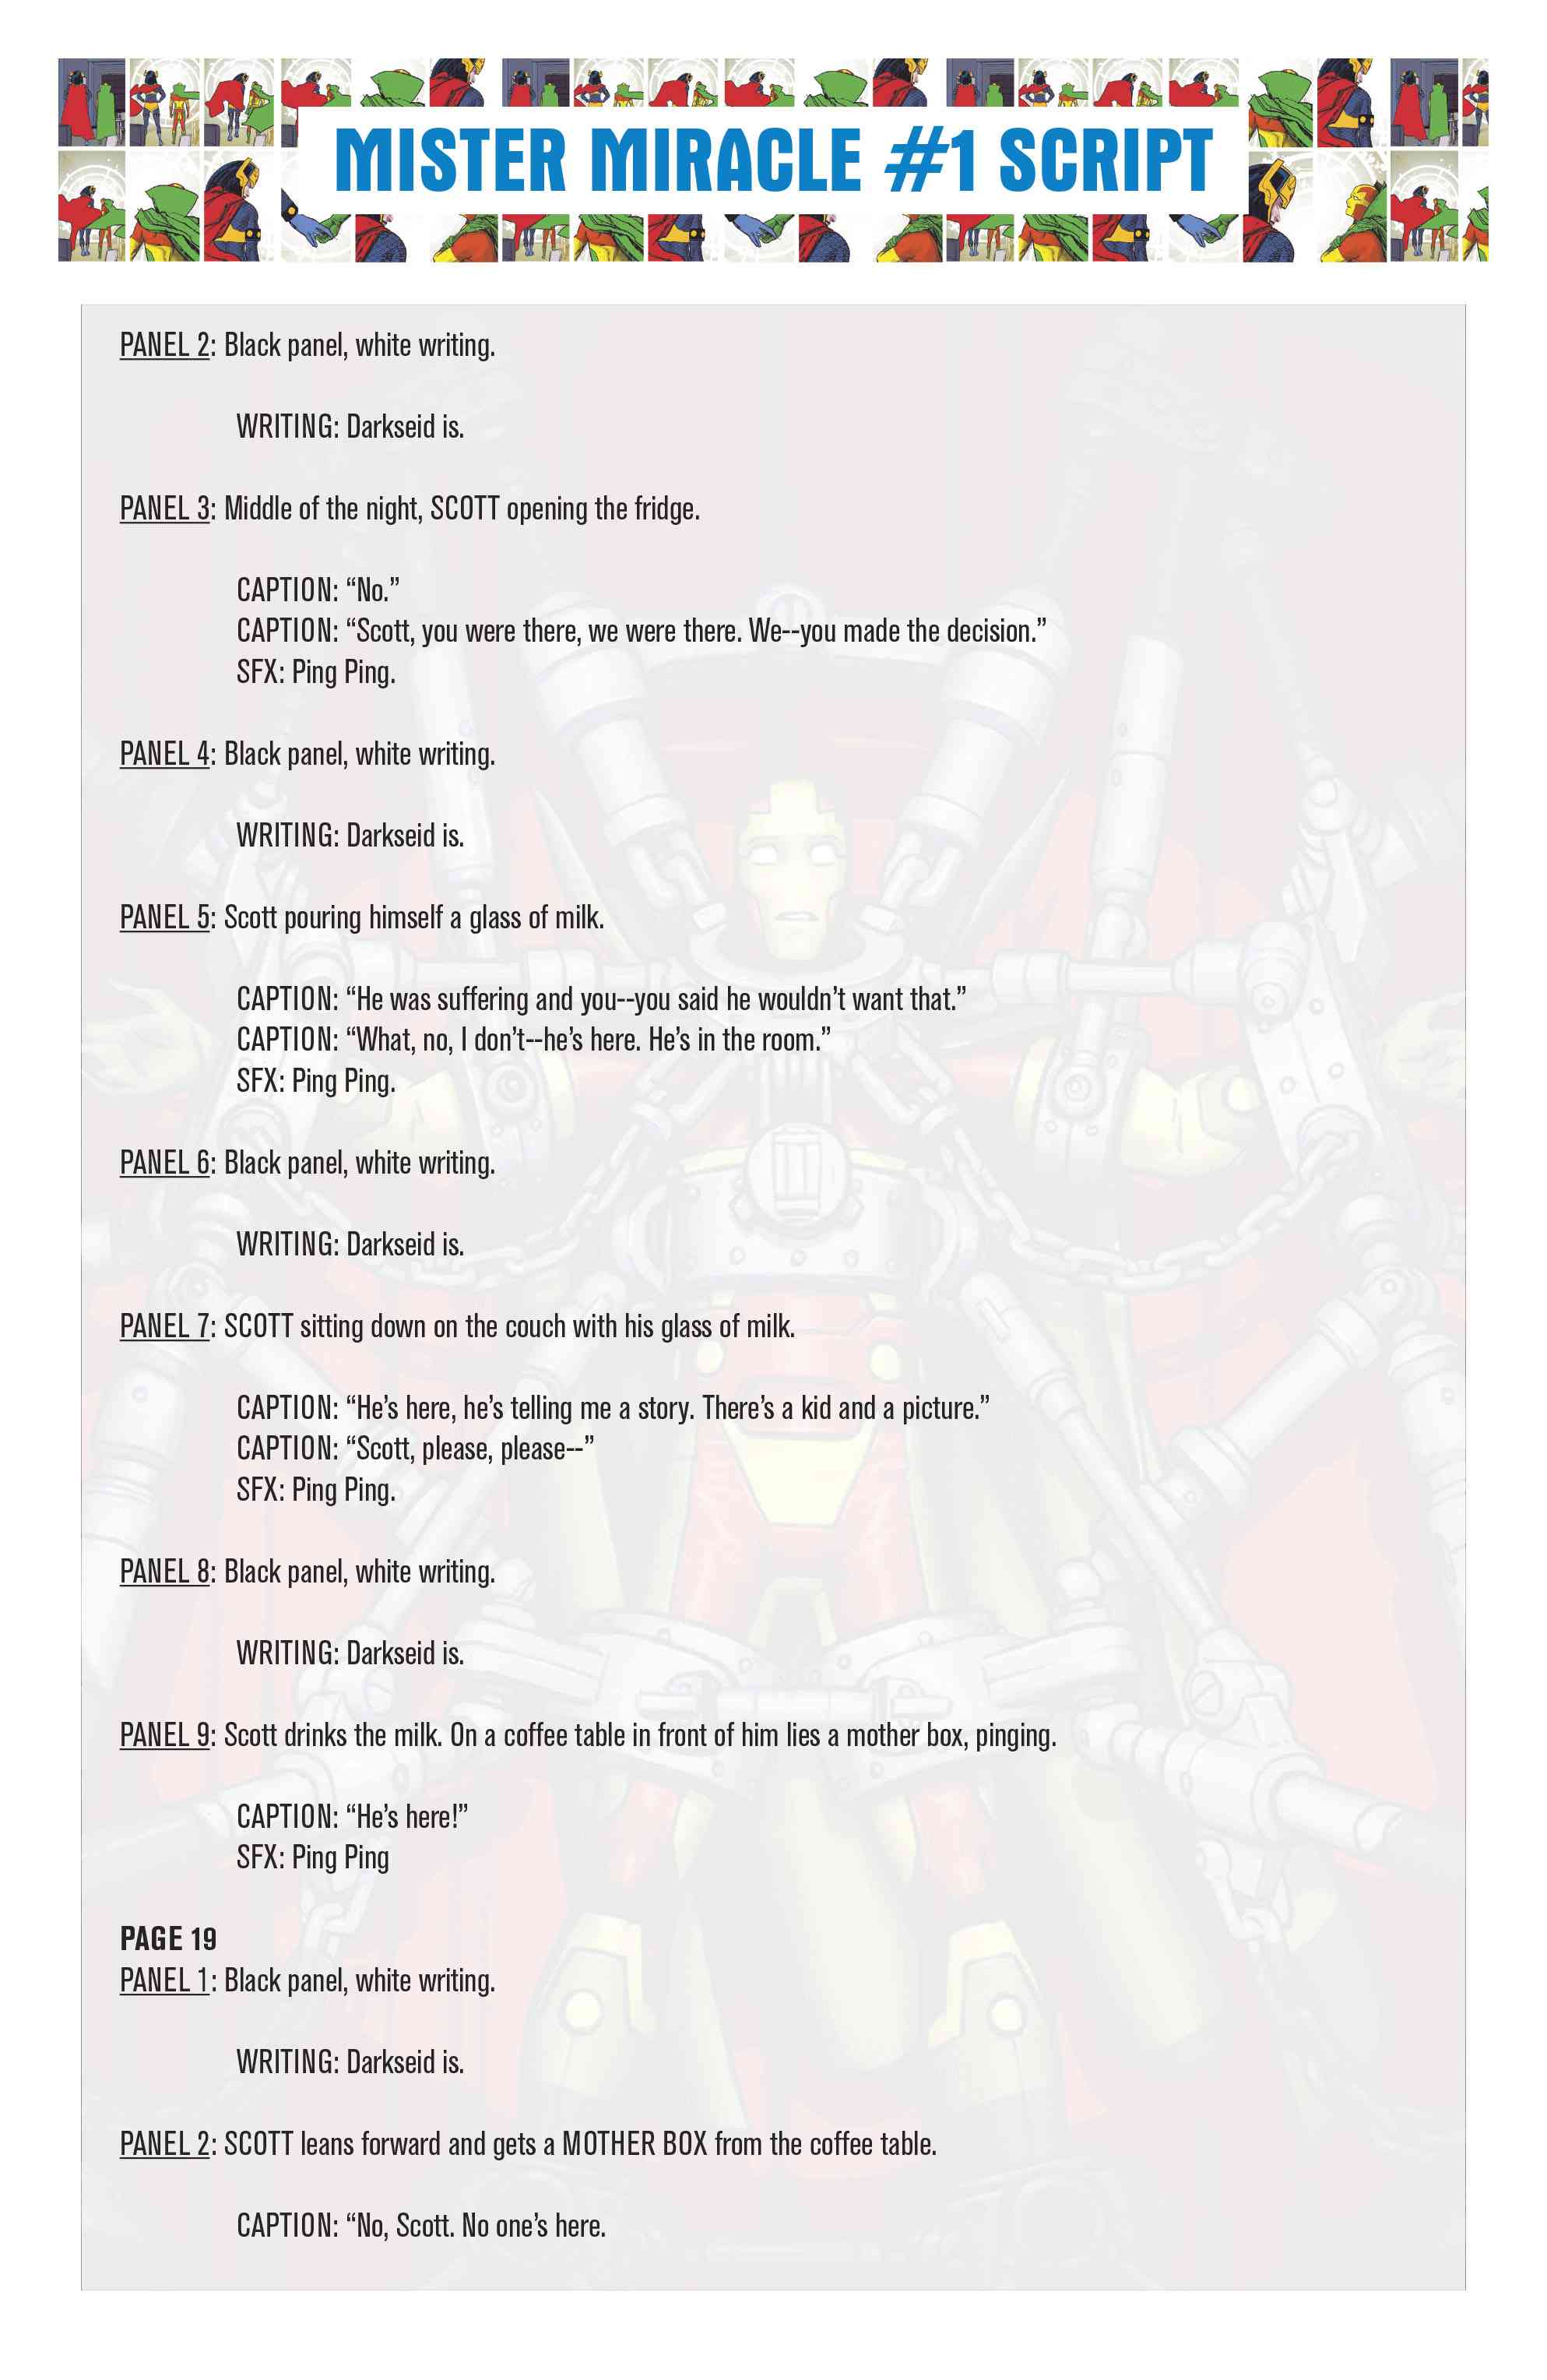 MISTER MIRACLE #1 SCRIPT
PANEL 2: Black panel, white writing.
WRITING: Darkseid is.
PANEL 3: Middle of the night, SCOTT opening the fridge.
CAPTION: “No.”
CAPTION: “Scott, you were there, we were there. We--you made the decision.”
SFX: Ping Ping.
PANEL 4: Black panel, white writing.
WRITING: Darkseid is.
PANEL 5: Scott pouring himself a glass of milk.
CAPTION: “He was suffering and you--you said he wouldn’t want that.”
CAPTION: “What, no, I don’t--he’s here. He’s in the room.”
SFX: Ping Ping.
PANEL 6: Black panel, white writing.
WRITING: Darkseid is.
PANEL 7: SCOTT sitting down on the couch with his glass of milk.
CAPTION: “He’s here, he’s telling me a story. There’s a kid and a picture.”
CAPTION: “Scott, please, please--”
SFX: Ping Ping.
PANEL 8: Black panel, white writing.
WRITING: Darkseid is.
PANEL 9: Scott drinks the milk. On a coffee table in front of him lies a mother box, pinging.
CAPTION: “He’s here!”
SFX: Ping Ping
PAGE 19
PANEL 1: Black panel, white writing.
WRITING: Darkseid is.
PANEL 2: SCOTT leans forward and gets a MOTHER BOX from the coffee table.
CAPTION: “No, Scott. No one’s here.